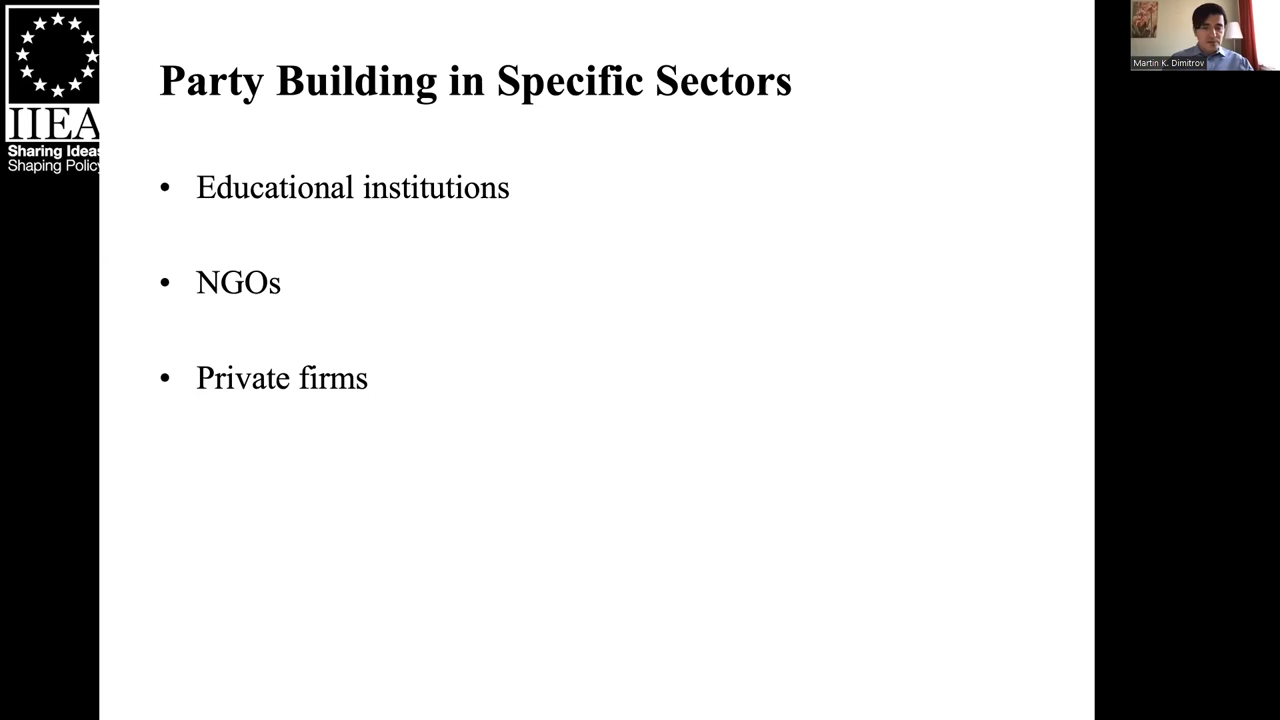 IIEA
Sharing Ideas
Shaping Policy
Party Building in Specific Sectors
• Educational institutions
• NGOs
• Private firms
Martin K. Dimitrov